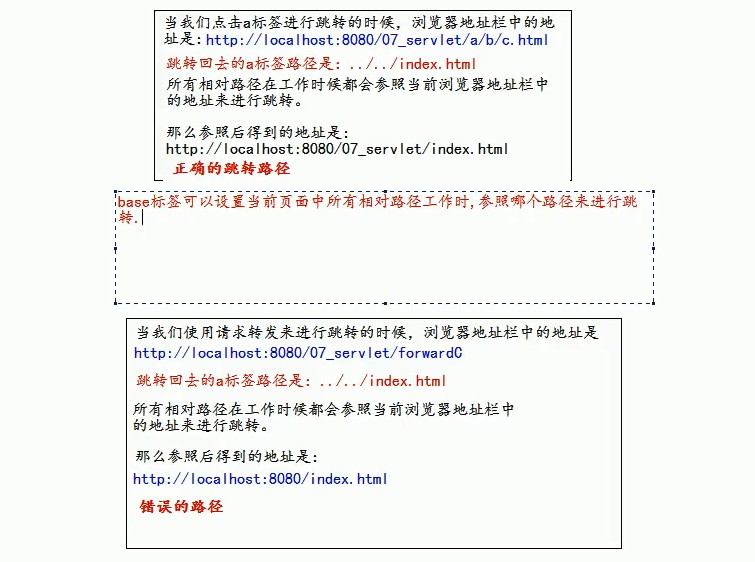 当我们点击a标签进行跳转的时候，浏览器地址栏中的地
址是：http://localhost:8080/07_servlet/a/b/c.html
跳转回去的a标签路径是：../../index.html
所有相对路径在工作时候都会参照当前浏览器地址栏中
的地址来进行跳转。
那么参照后得到的地址是：
http://localhost:8080/07_servlet/index.html
正确的跳转路径
base标签可以设置当前页面中所有相对路径工作时,参照哪个路径来进行跳
转.
当我们使用请求转发来进行跳转的时候，浏览器地址栏中的地址是
http://localhost:8080/07_servlet/forwardC
跳转回去的a标签路径是：../../index.html
所有相对路径在工作时候都会参照当前浏览器地址栏中
的地址来进行跳转。
那么参照后得到的地址是：
http://localhost:8080/index.html
错误的路径